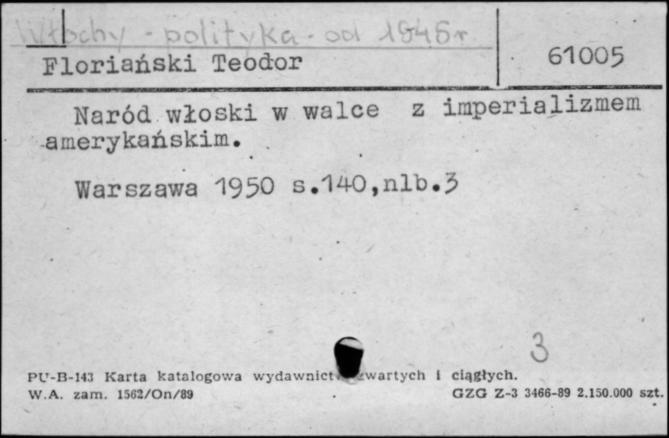 Włochy - polityka - od 1945 r.
Floriański Teodor 61005
Naród włoski w walce z imperializmem
amerykańskim.
Warszawa 1950 s.140,nlb.3
3
PU-B-143 Karta katalogowa wydawnictw zwartych i ciągłych.
W.A. zam. 1562/On/89 GZG Z-3 3466-89 2.150.000 szt.